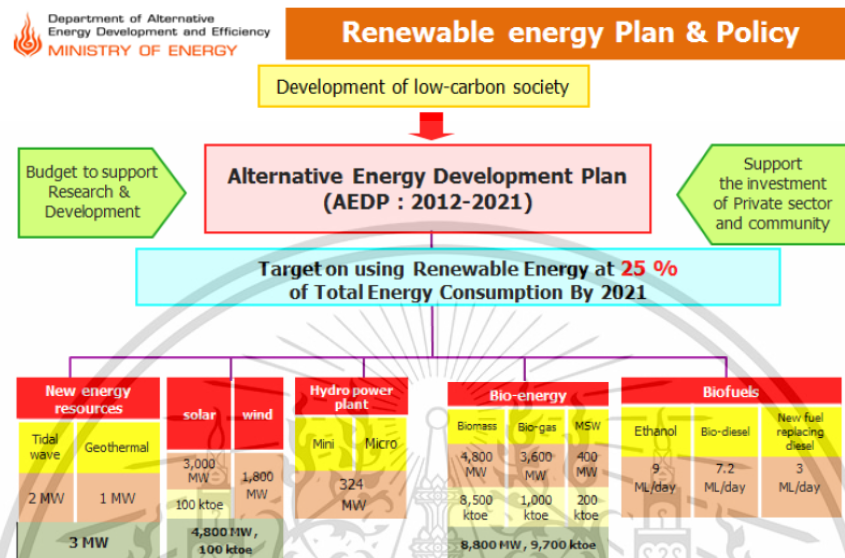 Department of Alternative
Energy Development and Efficiency
MINISTRY OF ENERGY
Renewable energy Plan & Policy
Development of low-carbon society
Budget to support
Research &
Development
Alternative Energy Development Plan
(AEDP : 2012-2021)
Support
the investment
of Private sector
and community
Target on using Renewable Energy at 25 %
of Total Energy Consumption By 2021
New energy
resources
Tidal
wave
Geothermal
2 MW
1 MW
3 MW
solar
wind
3,000
MW
1,800
MW
100 ktoe
4,800 MW,
100 ktoe
Hydro power
plant
Mini
Micro
324
MW
Bio-energy
Biomass
Bio-gas
MSW
4,800
MW
3,600
MW
400
MW
8,500
ktoe
1,000
ktoe
200
ktoe
8,800 MW, 9,700 ktoe
Biofuels
Ethanol
Bio-diesel
New fuel
replacing
diesel
9
ML/day
7.2
ML/day
3
ML/day